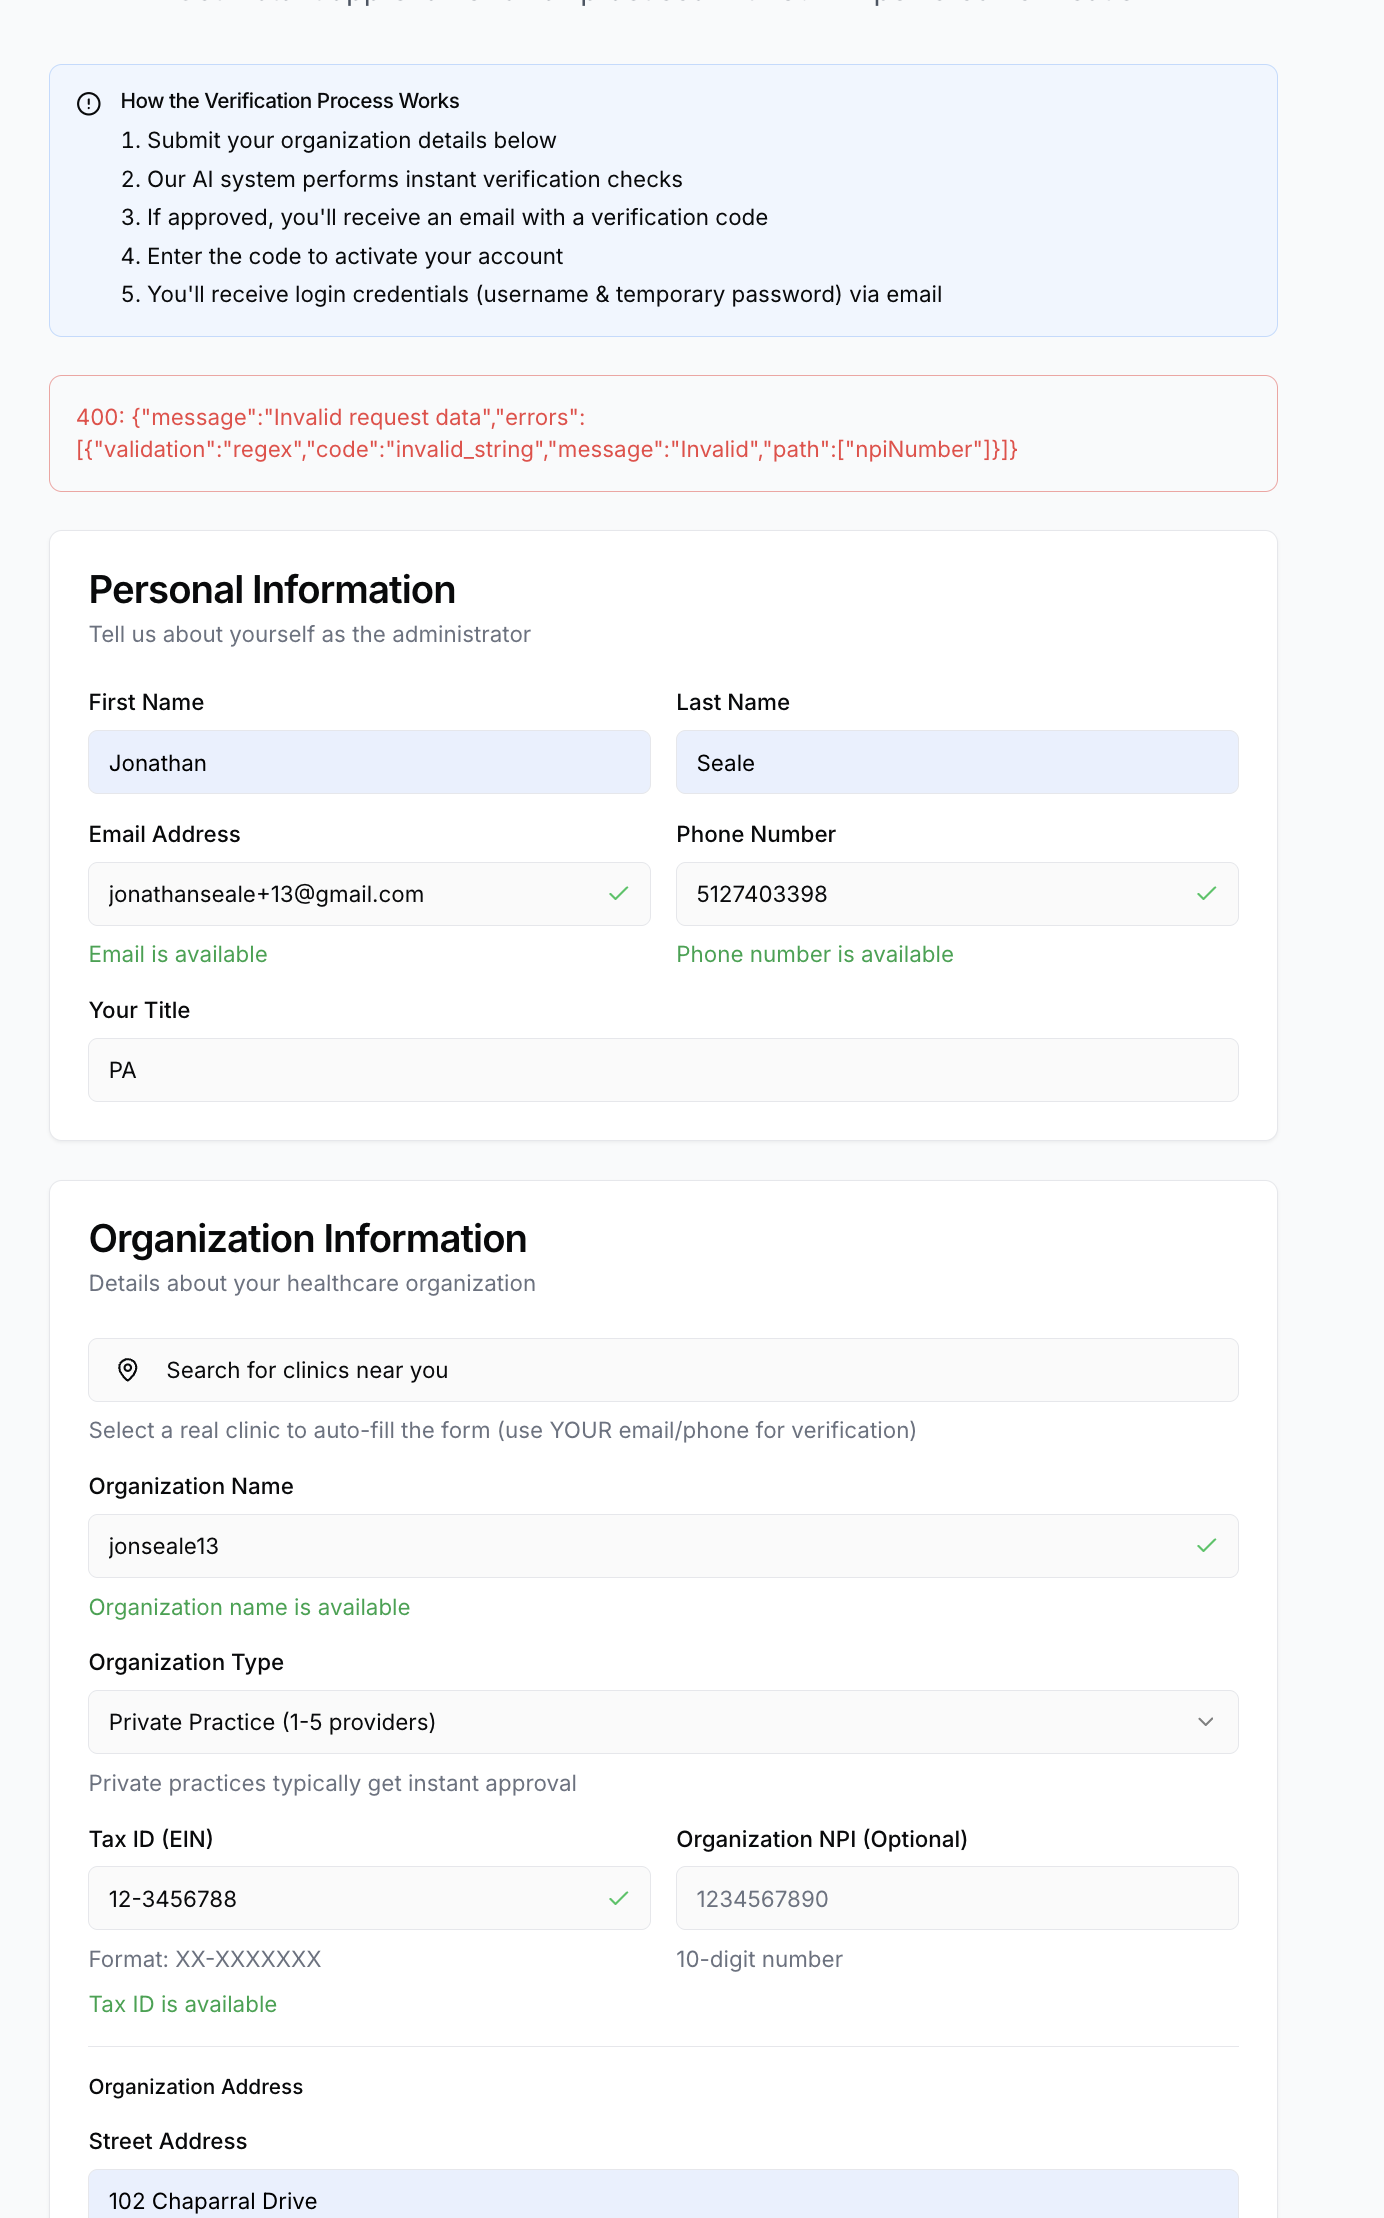 How the Verification Process Works
1. Submit your organization details below
2. Our AI system performs instant verification checks
3. If approved, you'll receive an email with a verification code
4. Enter the code to activate your account
5. You'll receive login credentials (username & temporary password) via email
400: {"message":"Invalid request data","errors":
[{"validation":"regex","code":"invalid_string","message":"Invalid","path":["npiNumber"]}]}
Personal Information
Tell us about yourself as the administrator
First Name
Last Name
Jonathan
Seale
Email Address
Phone Number
jonathanseale+13@gmail.com
5127403398
Email is available
Phone number is available
Your Title
PA
Organization Information
Details about your healthcare organization
Search for clinics near you
Select a real clinic to auto-fill the form (use YOUR email/phone for verification)
Organization Name
jonseale13
Organization name is available
Organization Type
Private Practice (1-5 providers)
Private practices typically get instant approval
Tax ID (EIN)
Organization NPI (Optional)
12-3456788
1234567890
Format: XX-XXXXXXX
10-digit number
Tax ID is available
Organization Address
Street Address
102 Chaparral Drive